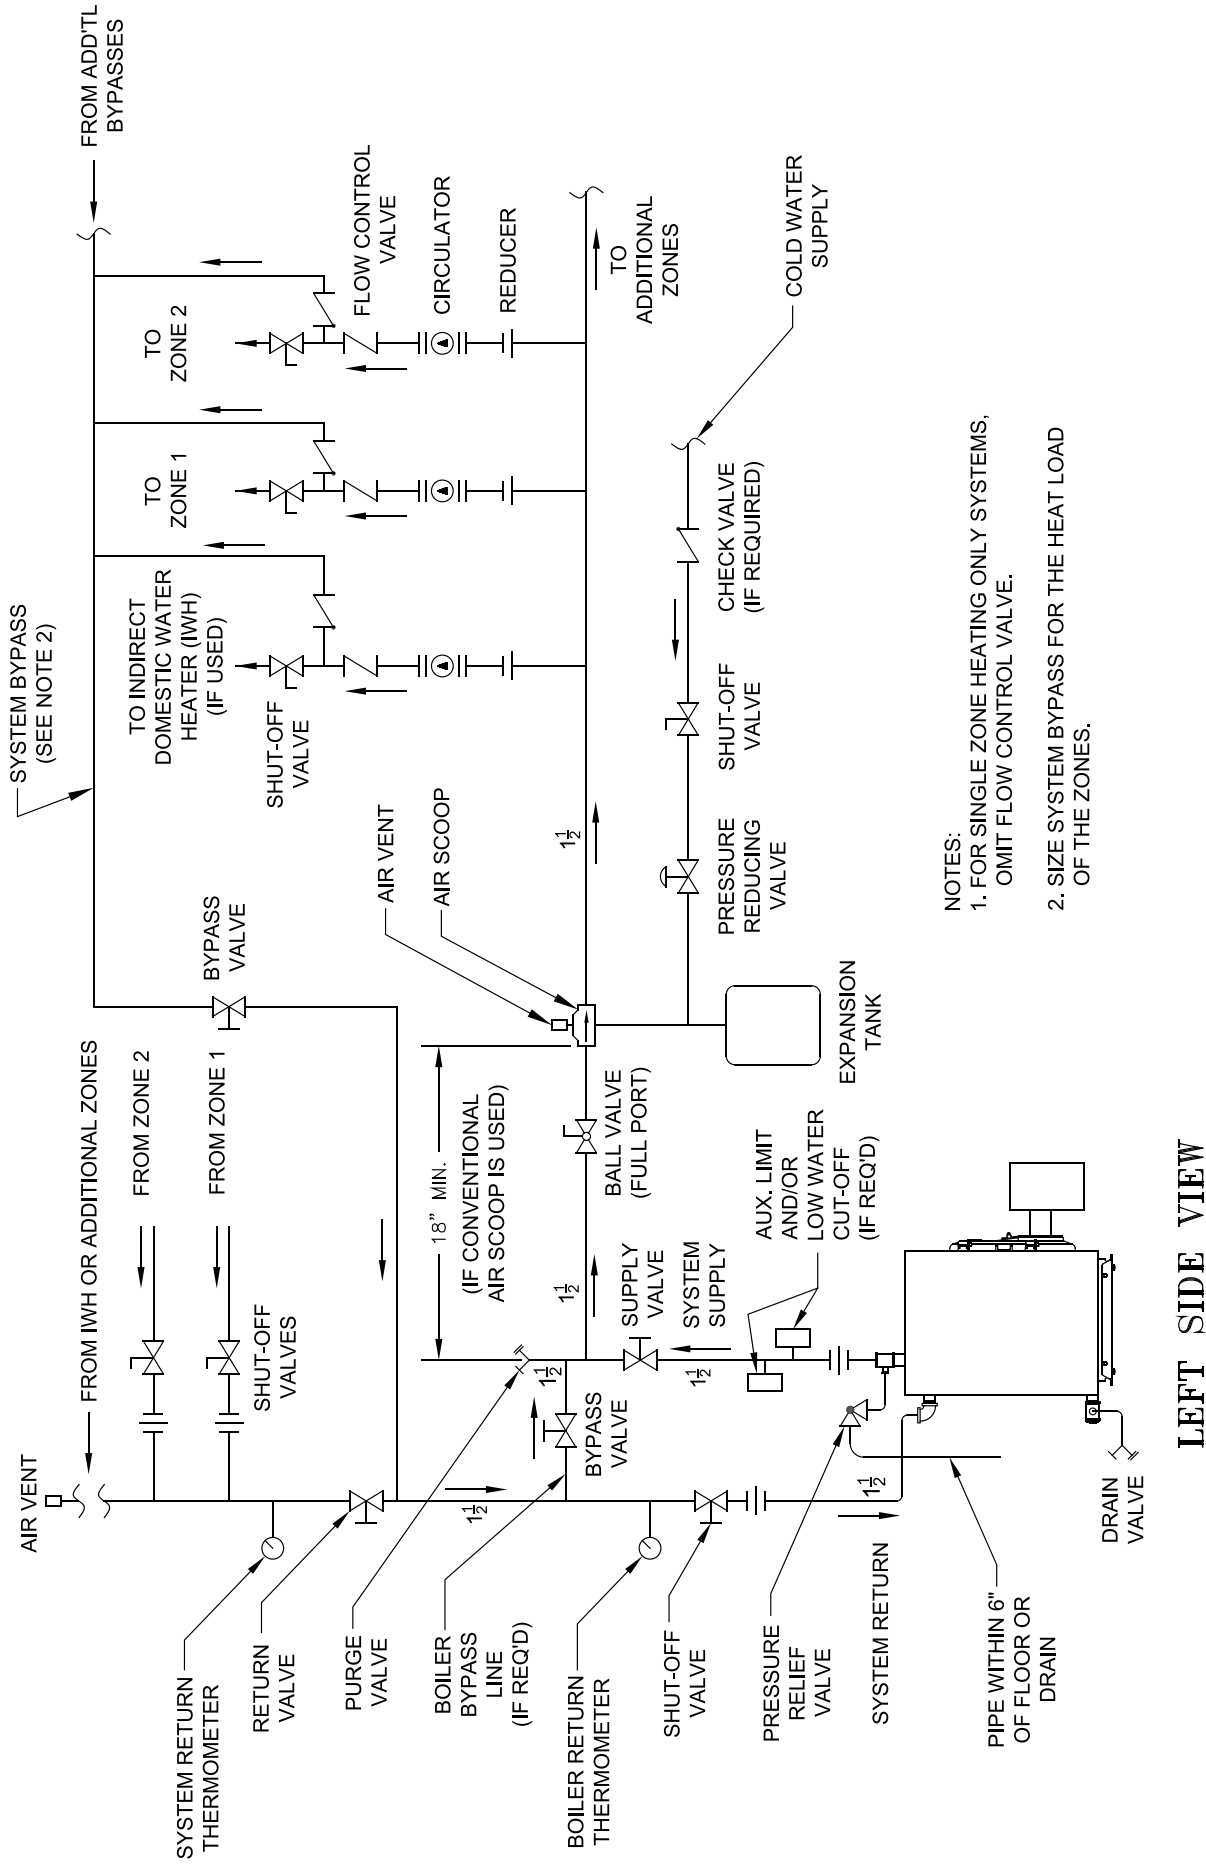 AIR VENT
FROM IWH OR ADDITIONAL ZONES
FROM ZONE 2
FROM ZONE 1
SHUT-OFF
VALVES
BYPASS
VALVE
SYSTEM BYPASS
(SEE NOTE 2)
FROM ADD'TL
BYPASSES
TO INDIRECT
DOMESTIC WATER
HEATER (IWH)
(IF USED)
TO
ZONE 1
TO
ZONE 2
SHUT-OFF
VALVE
FLOW CONTROL
VALVE
CIRCULATOR
REDUCER
SYSTEM RETURN
THERMOMETER
RETURN
VALVE
PURGE
VALVE
BOILER
BYPASS
LINE
(IF REQ'D)
BOILER RETURN
THERMOMETER
SHUT-OFF
VALVE
PRESSURE
RELIEF
VALVE
SYSTEM RETURN
PIPE WITHIN 6"
OF FLOOR OR
DRAIN
1½
1½
BYPASS
VALVE
1½
1½
18” MIN.
(IF CONVENTIONAL
AIR SCOOP IS USED)
1½
SUPPLY
VALVE
SYSTEM
SUPPLY
BALL VALVE
(FULL PORT)
AUX. LIMIT
AND/OR
LOW WATER
CUT-OFF
(IF REQ'D)
AIR VENT
AIR SCOOP
1½
TO
ADDITIONAL
ZONES
EXPANSION
TANK
PRESSURE
REDUCING
VALVE
SHUT-OFF
VALVE
CHECK VALVE
(IF REQUIRED)
COLD WATER
SUPPLY
DRAIN
VALVE
NOTES:
1. FOR SINGLE ZONE HEATING ONLY SYSTEMS,
OMIT FLOW CONTROL VALVE.
2. SIZE SYSTEM BYPASS FOR THE HEAT LOAD
OF THE ZONES.
LEFT SIDE VIEW